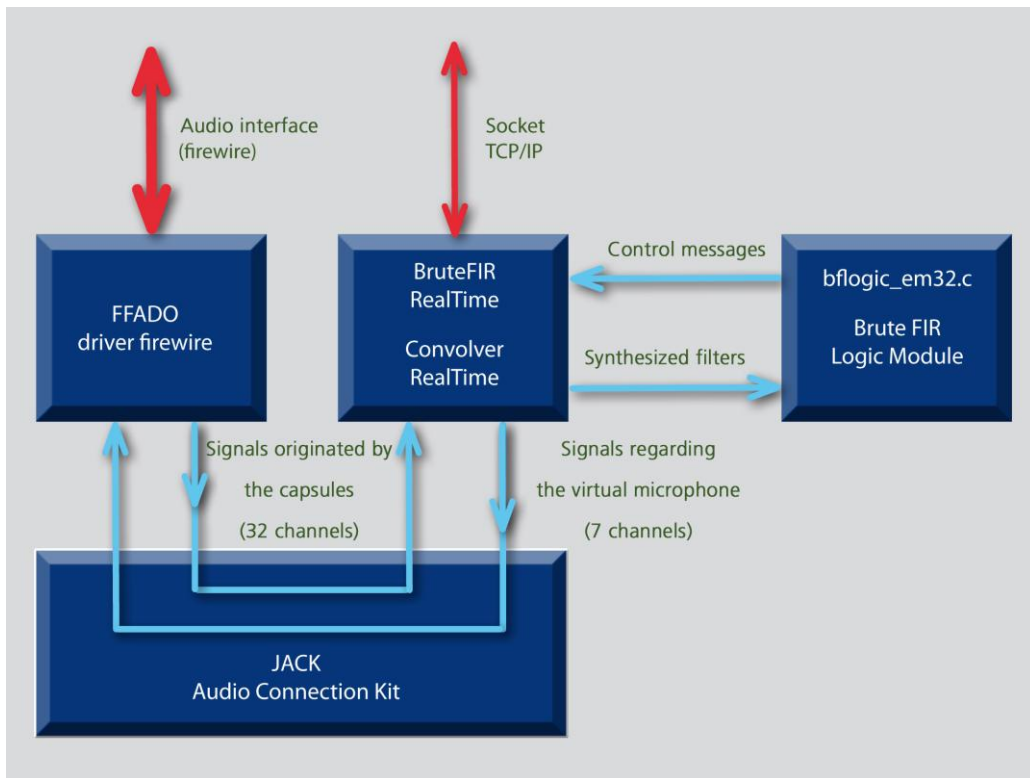 Audio interface
(firewire)
Socket
TCP/IP
FFADO
driver firewire
BruteFIR
RealTime
Convolver
RealTime
Control messages
Synthesized filters
bflogic_em32.c
Brute FIR
Logic Module
Signals originated by
the capsules
(32 channels)
Signals regarding
the virtual microphone
(7 channels)
JACK
Audio Connection Kit